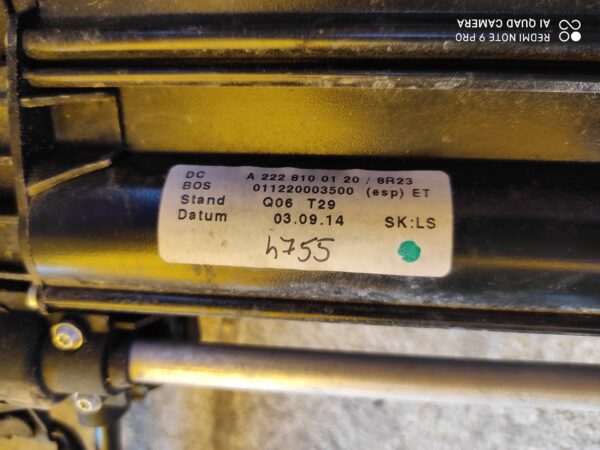 REDMI NOTE 9 PRO
AI QUAD CAMERA
DC A 222 810 01 20 / 8R23
BOS 011220003500 (esp) ET
Stand Q06 T29
Datum 03.09.14 SK:LS
4755